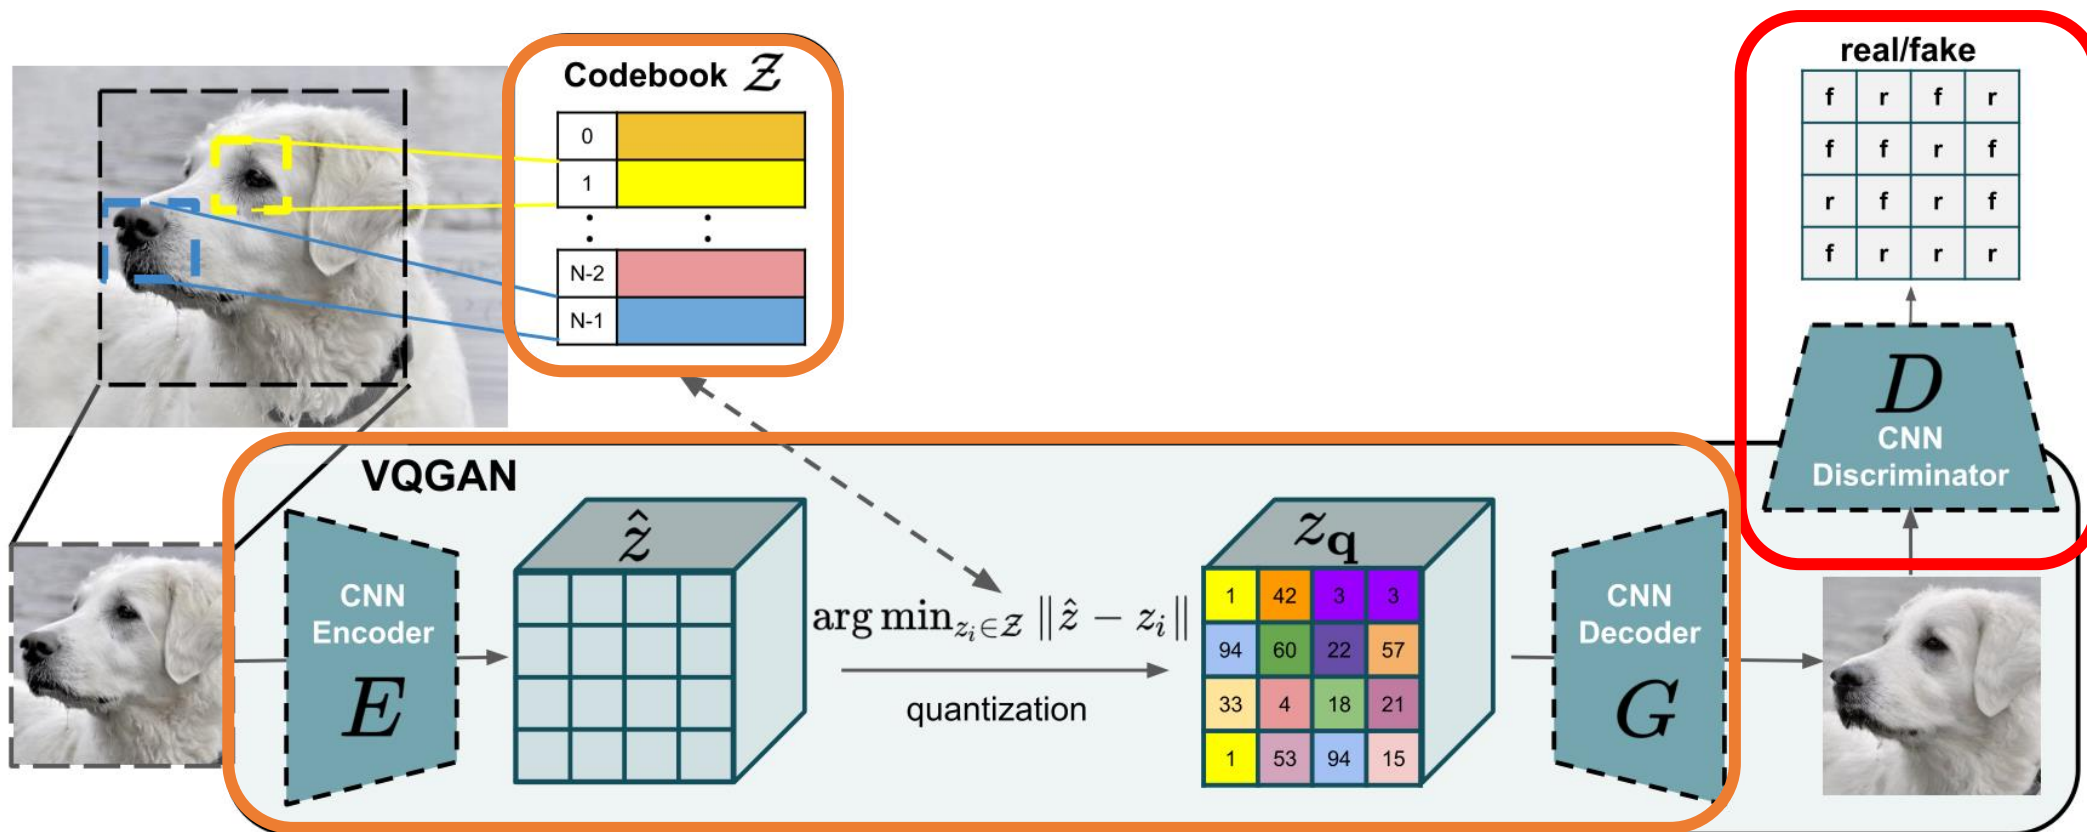 Codebook 𝒵
0
1
:
:
N-2
N-1
real/fake
f r f r
f f r f
r f r f
f r r r
D
CNN
Discriminator
VQGAN
CNN
Encoder
E
ẑ
arg min_{z_i ∈ 𝒵} ‖ẑ − z_i‖
quantization
z_q
1 42 3 3
94 60 22 57
33 4 18 21
1 53 94 15
CNN
Decoder
G